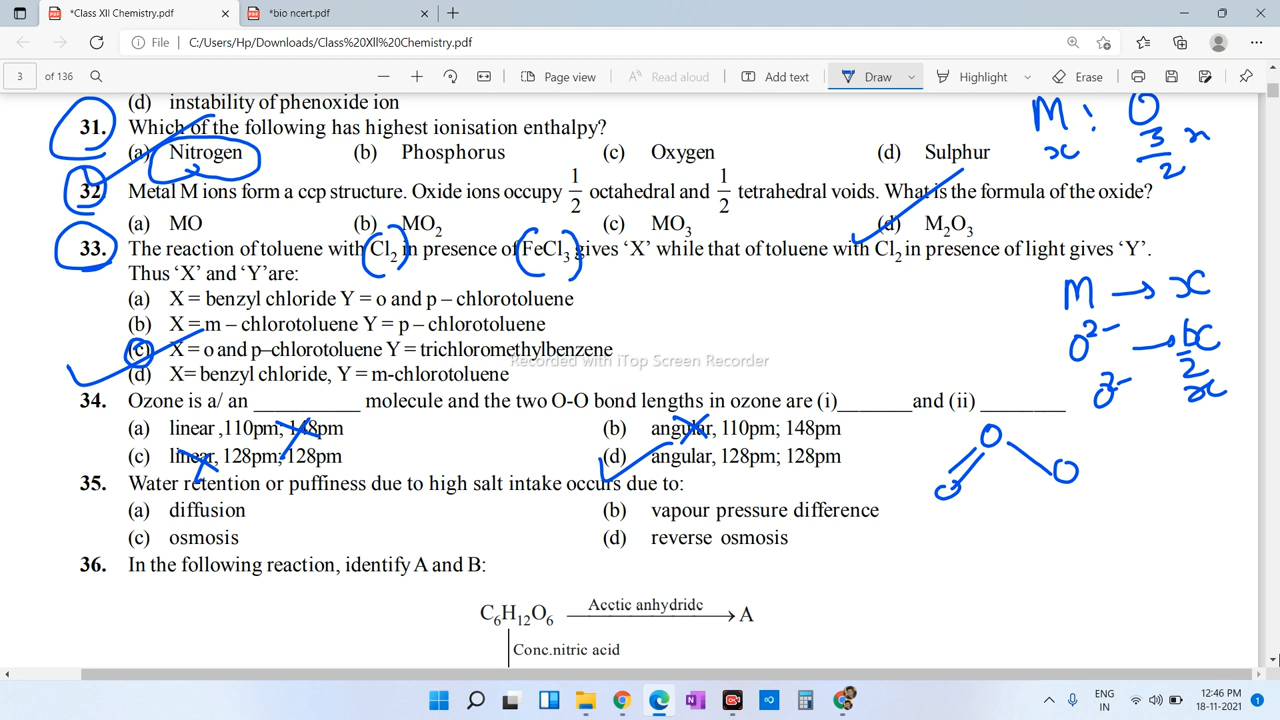 *Class XII Chemistry.pdf
*bio ncert.pdf
File C:/Users/Hp/Downloads/Class%20XII%20Chemistry.pdf
3 of 136 Page view Read aloud Add text Draw Highlight Erase
(d) instability of phenoxide ion
31. Which of the following has highest ionisation enthalpy?
(a) Nitrogen (b) Phosphorus (c) Oxygen (d) Sulphur
32. Metal M ions form a ccp structure. Oxide ions occupy 1/2 octahedral and 1/2 tetrahedral voids. What is the formula of the oxide?
(a) MO (b) MO2 (c) MO3 (d) M2O3
33. The reaction of toluene with Cl2 in presence of FeCl3 gives ‘X’ while that of toluene with Cl2 in presence of light gives ‘Y’.
Thus ‘X’ and ‘Y’are:
(a) X = benzyl chloride Y = o and p – chlorotoluene
(b) X = m – chlorotoluene Y = p – chlorotoluene
(c) X = o and p–chlorotoluene Y = trichloromethylbenzene
Recorded with iTop Screen Recorder
(d) X= benzyl chloride, Y = m-chlorotoluene
34. Ozone is a/ an __________ molecule and the two O-O bond lengths in ozone are (i)_______and (ii) ________
(a) linear ,110pm; 148pm (b) angular, 110pm; 148pm
(c) linear, 128pm; 128pm (d) angular, 128pm; 128pm
35. Water retention or puffiness due to high salt intake occurs due to:
(a) diffusion (b) vapour pressure difference
(c) osmosis (d) reverse osmosis
36. In the following reaction, identify A and B:
C6H12O6 Acetic anhydride A
Conc.nitric acid
M : O
x 3/2 x
M → x
O2- → x/2
O2- x
O
O O
ENG
IN
12:46 PM
18-11-2021
1